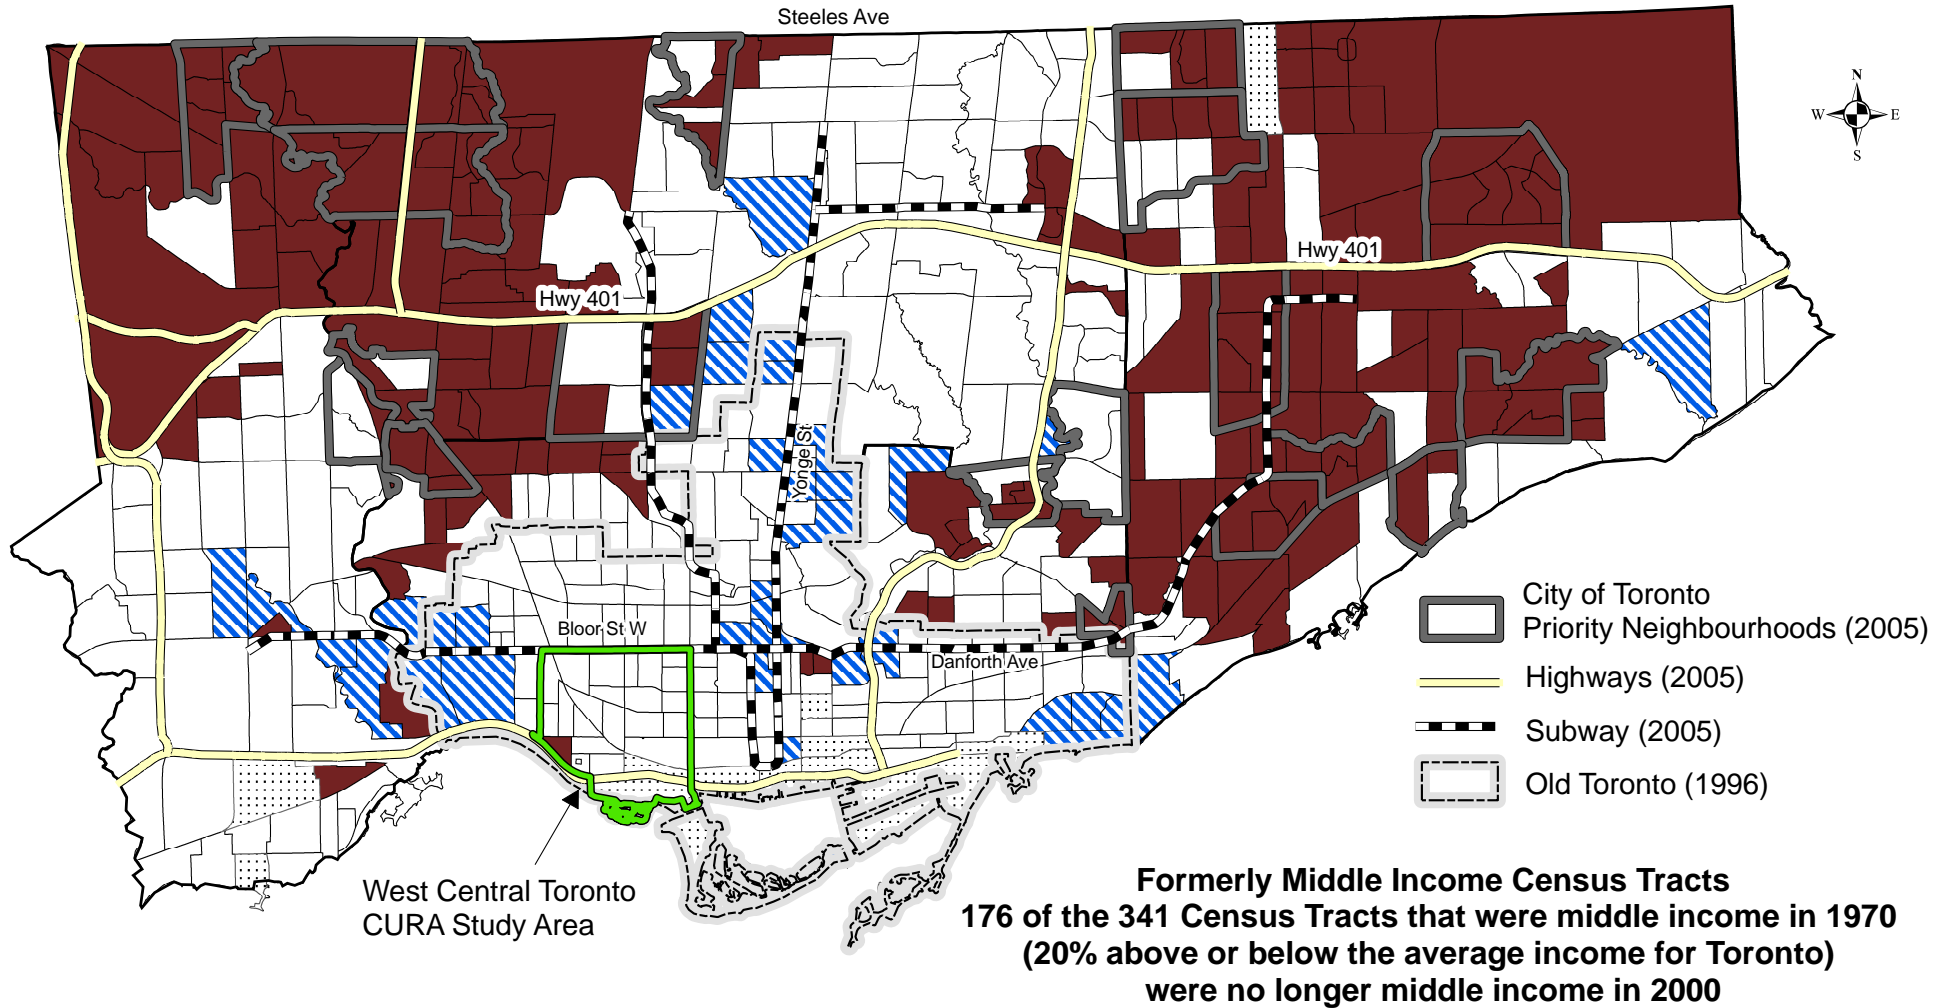 Steeles Ave
N
W E
S
Hwy 401
Hwy 401
Yonge St
Bloor St W
Danforth Ave
City of Toronto
Priority Neighbourhoods (2005)
Highways (2005)
Subway (2005)
Old Toronto (1996)
West Central Toronto
CURA Study Area
Formerly Middle Income Census Tracts
176 of the 341 Census Tracts that were middle income in 1970
(20% above or below the average income for Toronto)
were no longer middle income in 2000